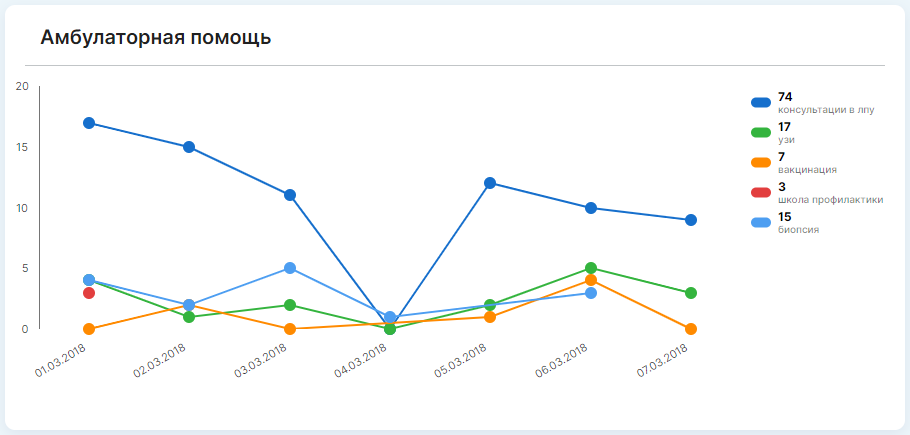 Амбулаторная помощь
20
15
10
5
0
01.03.2018
02.03.2018
03.03.2018
04.03.2018
05.03.2018
06.03.2018
07.03.2018
74
консультации в лпу
17
узи
7
вакцинация
3
школа профилактики
15
биопсия